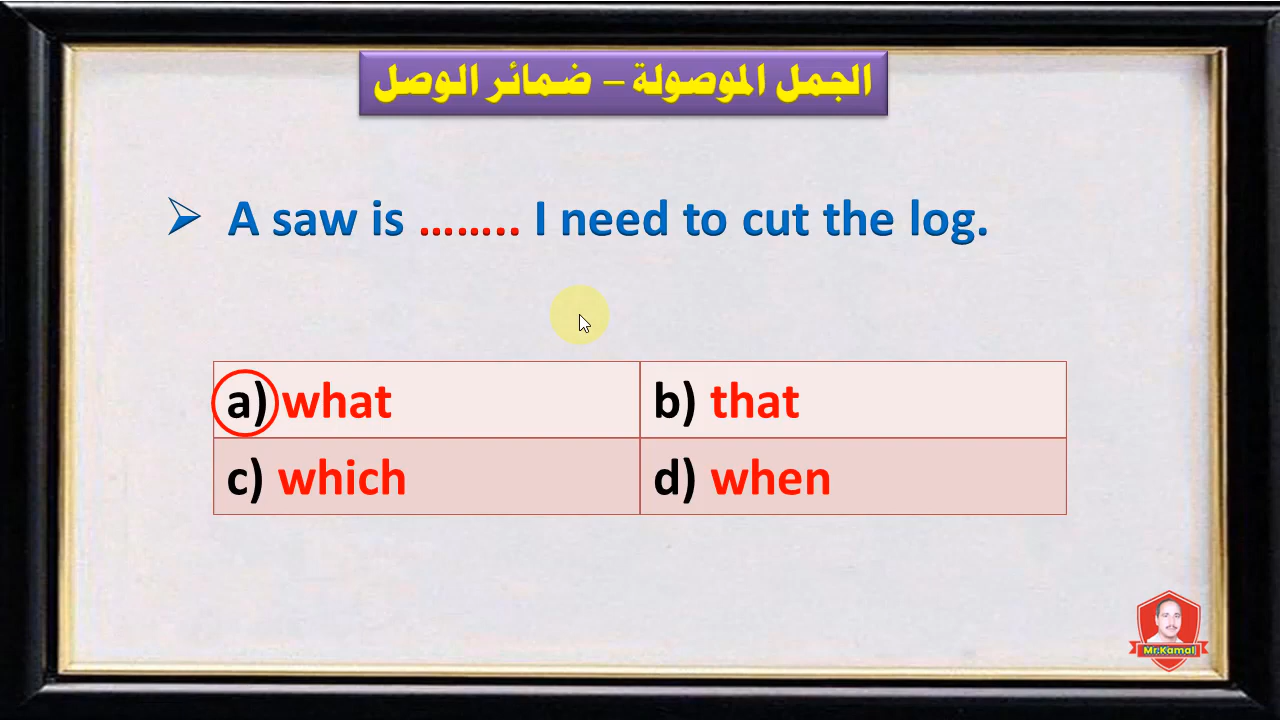 الجمل الموصولة – ضمائر الوصل
A saw is …….. I need to cut the log.
a) what
b) that
c) which
d) when
Mr.Kamal